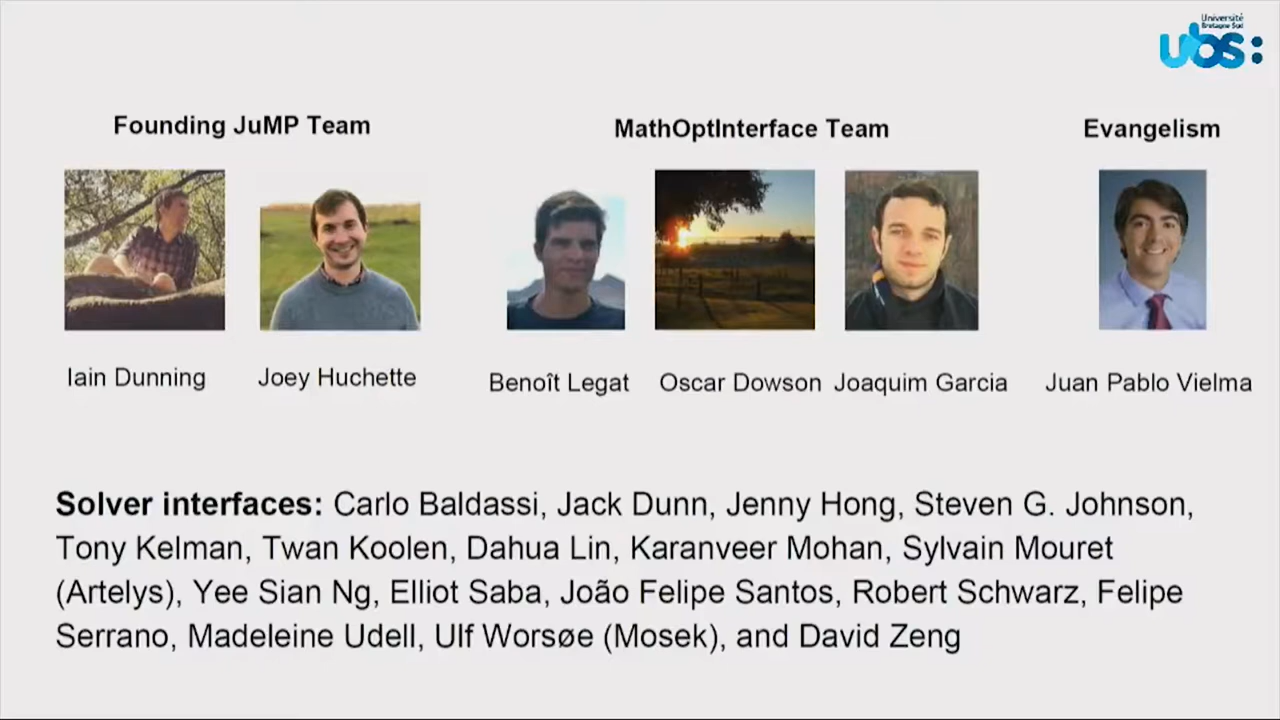 Université
Bretagne Sud
ubs:
Founding JuMP Team
MathOptInterface Team
Evangelism
Iain Dunning
Joey Huchette
Benoît Legat
Oscar Dowson
Joaquim Garcia
Juan Pablo Vielma
Solver interfaces: Carlo Baldassi, Jack Dunn, Jenny Hong, Steven G. Johnson,
Tony Kelman, Twan Koolen, Dahua Lin, Karanveer Mohan, Sylvain Mouret
(Artelys), Yee Sian Ng, Elliot Saba, João Felipe Santos, Robert Schwarz, Felipe
Serrano, Madeleine Udell, Ulf Worsøe (Mosek), and David Zeng